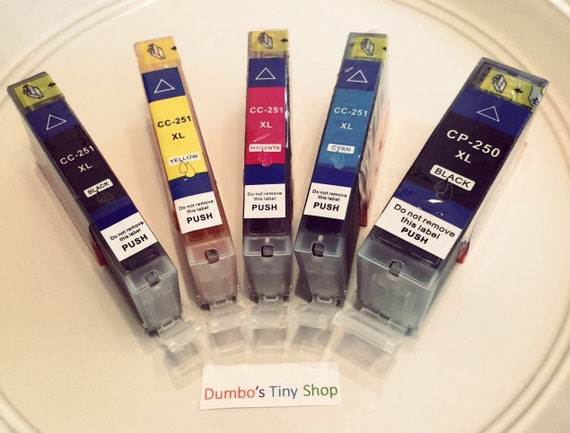 CC-251
XL
BLACK
Do not remove
this label
PUSH
CC-251
XL
YELLOW
Do not remove
this label
PUSH
CC-251
XL
MAGENTA
Do not remove
this label
PUSH
CC-251
XL
CYAN
Do not remove
this label
PUSH
CP-250
XL
BLACK
Do not remove
this label
PUSH
Dumbo's Tiny Shop